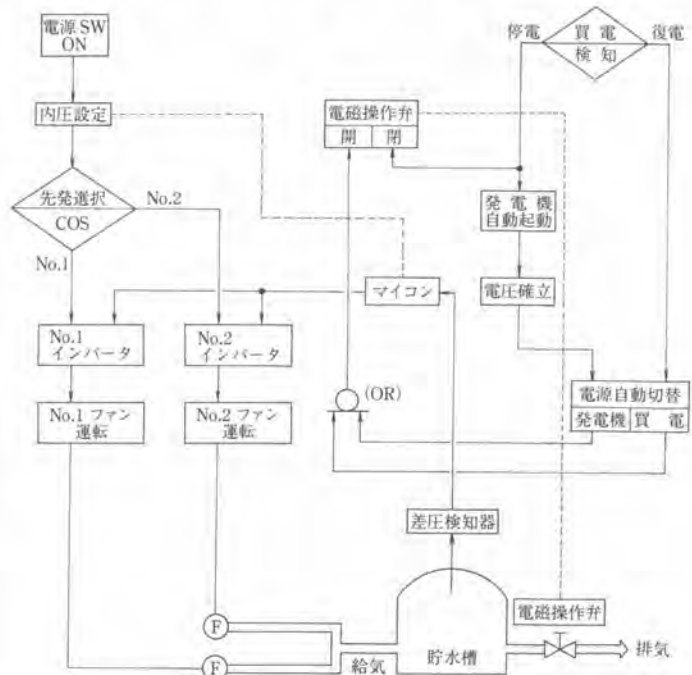 電源SW
ON
内圧設定
先発選択
COS
No.2
No.1
No.1
インバータ
No.2
インバータ
No.1 ファン
運転
No.2 ファン
運転
停電
買電
検知
復電
電磁操作弁
開
閉
発電機
自動起動
電圧確立
マイコン
(OR)
電源自動切替
発電機
買電
差圧検知器
電磁操作弁
F
F
給気
貯水槽
排気